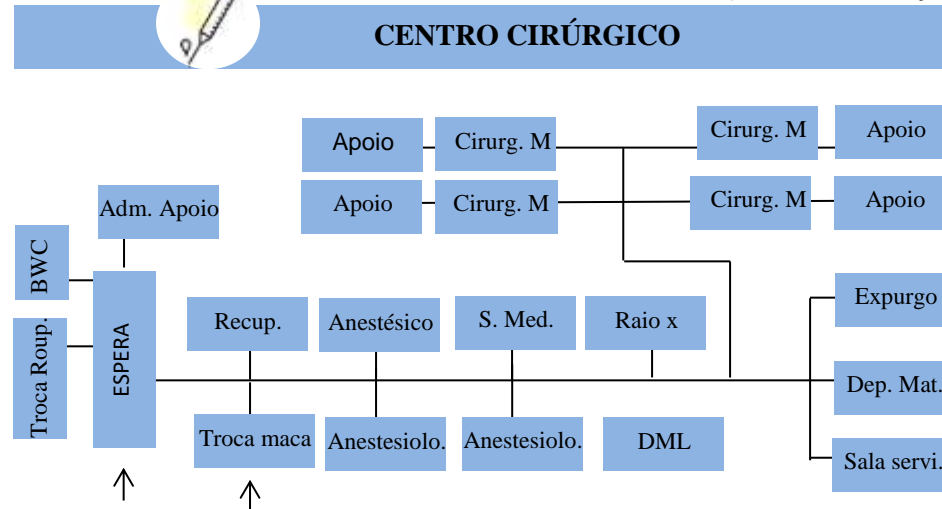 CENTRO CIRÚRGICO
Apoio
Cirurg. M
Cirurg. M
Apoio
Apoio
Cirurg. M
Cirurg. M
Apoio
Adm. Apoio
BWC
Troca Roup.
ESPERA
Recup.
Anestésico
S. Med.
Raio x
Expurgo
Dep. Mat.
Troca maca
Anestesiolo.
Anestesiolo.
DML
Sala servi.